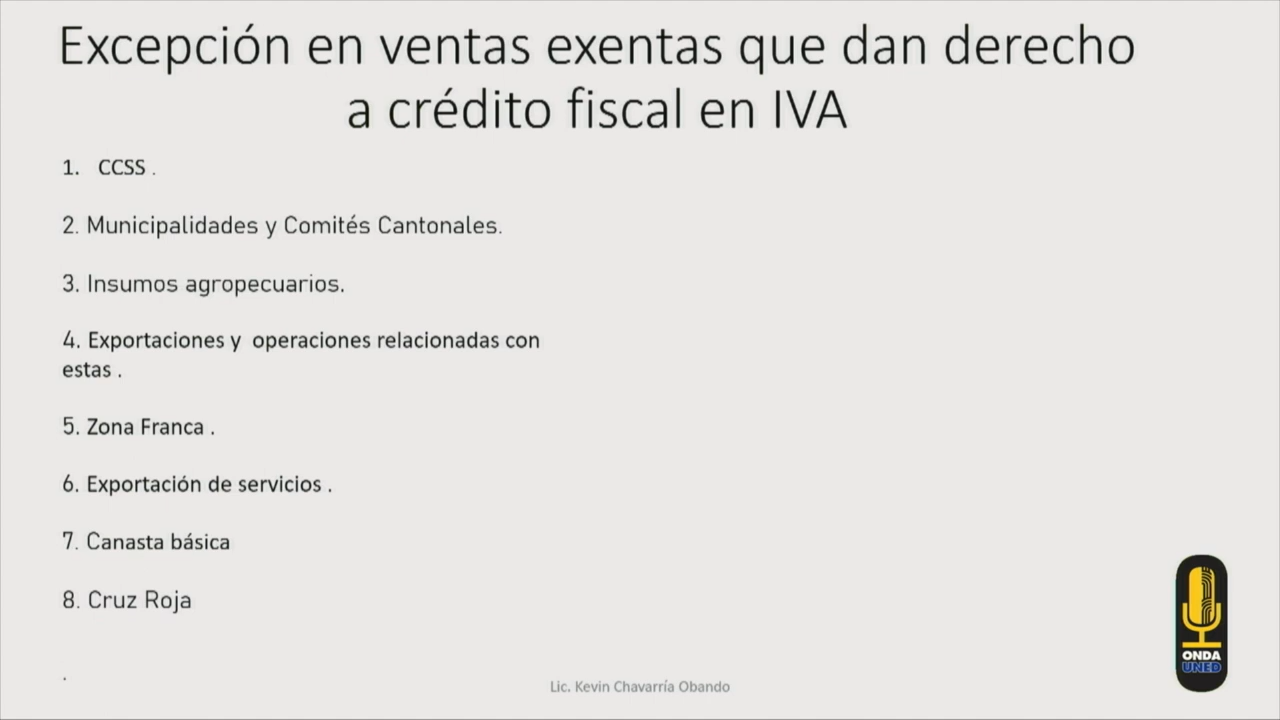 Excepción en ventas exentas que dan derecho
a crédito fiscal en IVA
1. CCSS .
2. Municipalidades y Comités Cantonales.
3. Insumos agropecuarios.
4. Exportaciones y operaciones relacionadas con
estas .
5. Zona Franca .
6. Exportación de servicios .
7. Canasta básica
8. Cruz Roja
.
Lic. Kevin Chavarría Obando
ONDA
UNED